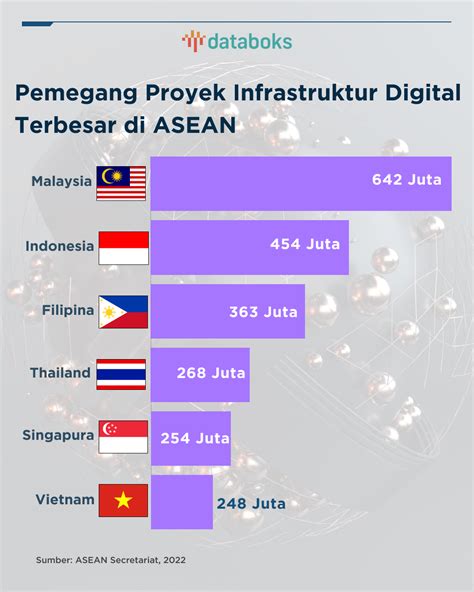 databoks
Pemegang Proyek Infrastruktur Digital
Terbesar di ASEAN
Malaysia 642 Juta
Indonesia 454 Juta
Filipina 363 Juta
Thailand 268 Juta
Singapura 254 Juta
Vietnam 248 Juta
Sumber: ASEAN Secretariat, 2022